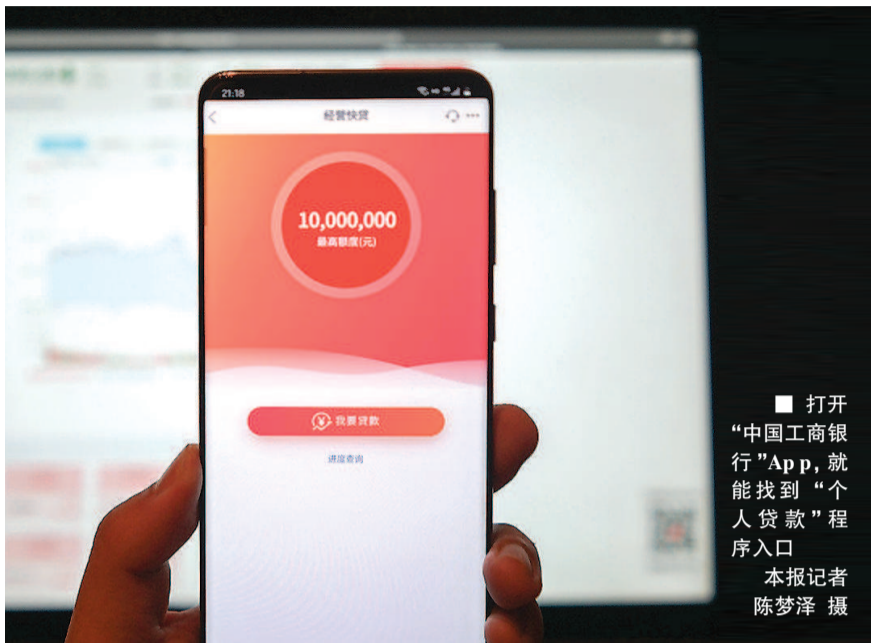 21:18
经营快贷
10,000,000
最高额度(元)
我要贷款
进度查询
■ 打开
“中国工商银
行”App，就
能找到“个
人贷款”程
序入口
本报记者
陈梦泽 摄